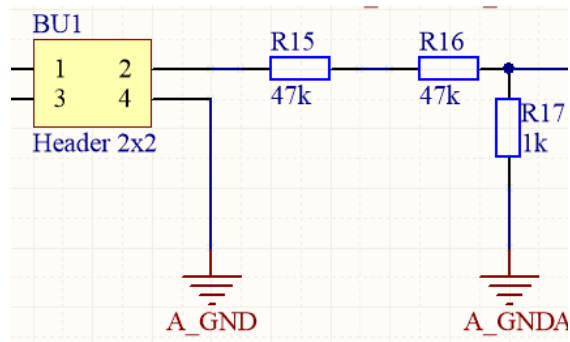 BU1
1 2
3 4
Header 2x2
R15
47k
R16
47k
R17
1k
A_GND
A_GNDA